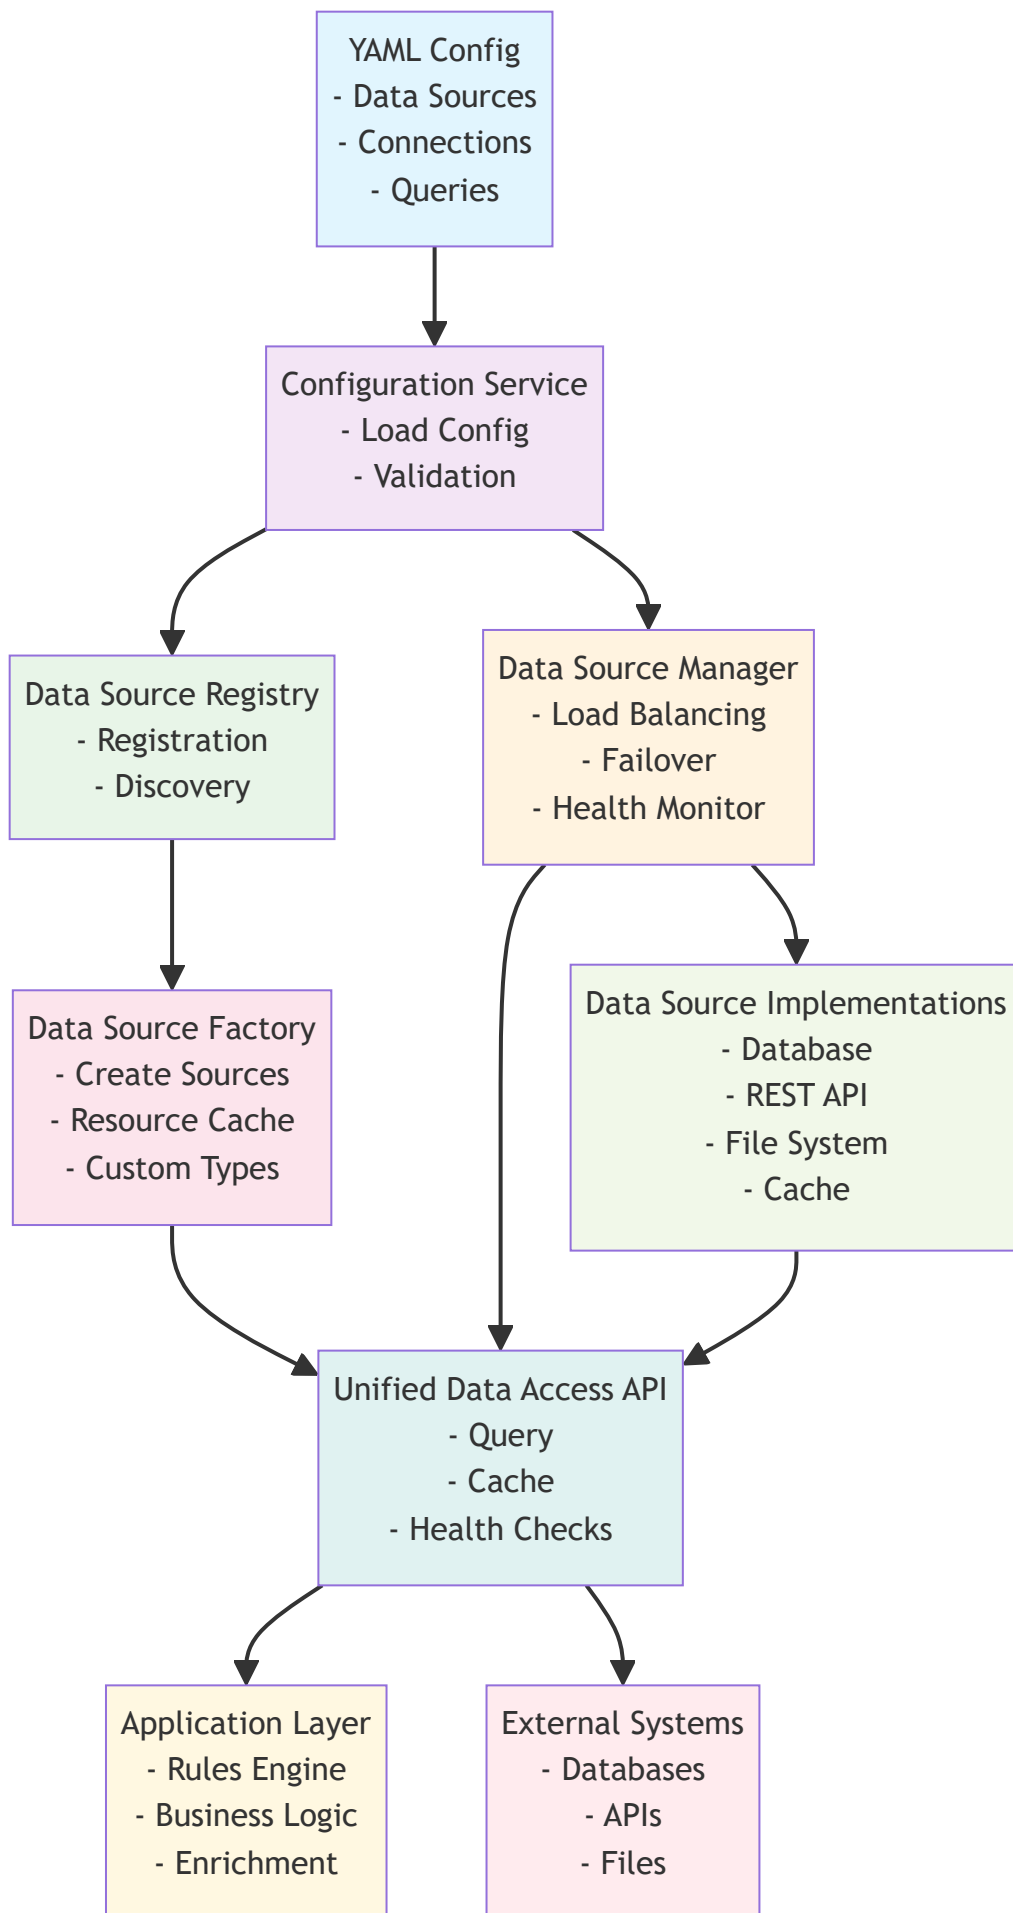 YAML Config
- Data Sources
- Connections
- Queries
Configuration Service
- Load Config
- Validation
Data Source Registry
- Registration
- Discovery
Data Source Manager
- Load Balancing
- Failover
- Health Monitor
Data Source Factory
- Create Sources
- Resource Cache
- Custom Types
Data Source Implementations
- Database
- REST API
- File System
- Cache
Unified Data Access API
- Query
- Cache
- Health Checks
Application Layer
- Rules Engine
- Business Logic
- Enrichment
External Systems
- Databases
- APIs
- Files